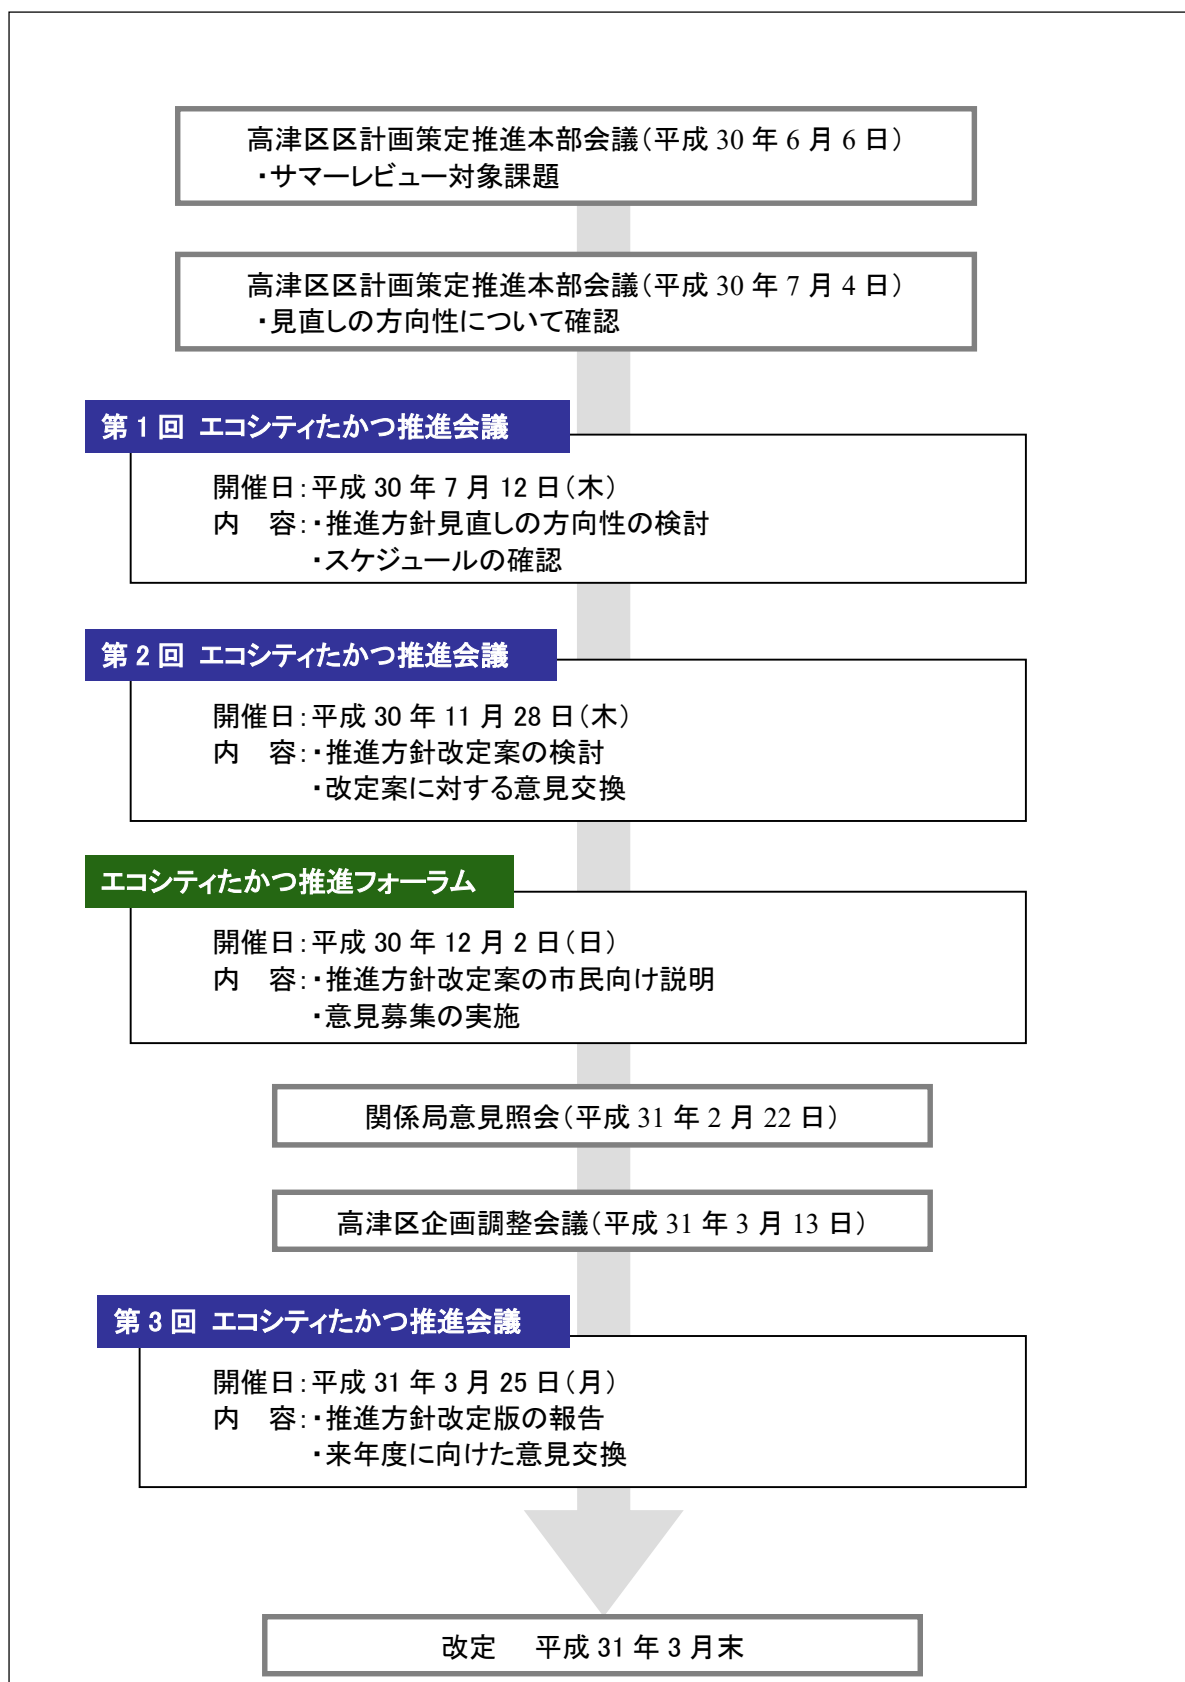 高津区区計画策定推進本部会議(平成 30 年 6 月 6 日)
・サマーレビュー対象課題
高津区区計画策定推進本部会議(平成 30 年 7 月 4 日)
・見直しの方向性について確認
第 1 回 エコシティたかつ推進会議
開催日:平成 30 年 7 月 12 日(木)
内　容:・推進方針見直しの方向性の検討
・スケジュールの確認
第 2 回 エコシティたかつ推進会議
開催日:平成 30 年 11 月 28 日(木)
内　容:・推進方針改定案の検討
・改定案に対する意見交換
エコシティたかつ推進フォーラム
開催日:平成 30 年 12 月 2 日(日)
内　容:・推進方針改定案の市民向け説明
・意見募集の実施
関係局意見照会(平成 31 年 2 月 22 日)
高津区企画調整会議(平成 31 年 3 月 13 日)
第 3 回 エコシティたかつ推進会議
開催日:平成 31 年 3 月 25 日(月)
内　容:・推進方針改定版の報告
・来年度に向けた意見交換
改定　平成 31 年 3 月末